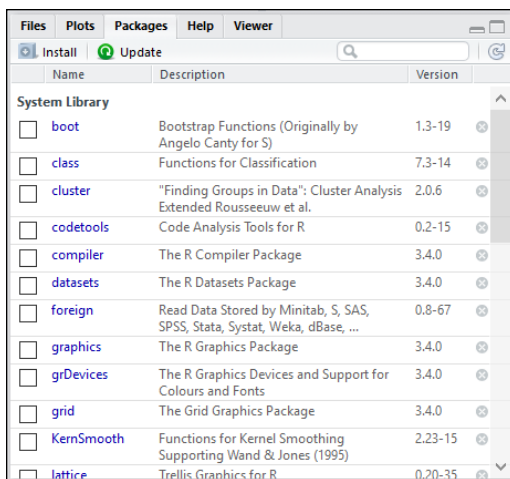 Files Plots Packages Help Viewer
Install Update
Name Description Version
System Library
boot Bootstrap Functions (Originally by 1.3-19
Angelo Canty for S)
class Functions for Classification 7.3-14
cluster "Finding Groups in Data": Cluster Analysis 2.0.6
Extended Rousseeuw et al.
codetools Code Analysis Tools for R 0.2-15
compiler The R Compiler Package 3.4.0
datasets The R Datasets Package 3.4.0
foreign Read Data Stored by Minitab, S, SAS, 0.8-67
SPSS, Stata, Systat, Weka, dBase, ...
graphics The R Graphics Package 3.4.0
grDevices The R Graphics Devices and Support for 3.4.0
Colours and Fonts
grid The Grid Graphics Package 3.4.0
KernSmooth Functions for Kernel Smoothing 2.23-15
Supporting Wand & Jones (1995)
lattice Trellis Graphics for R 0.20-35